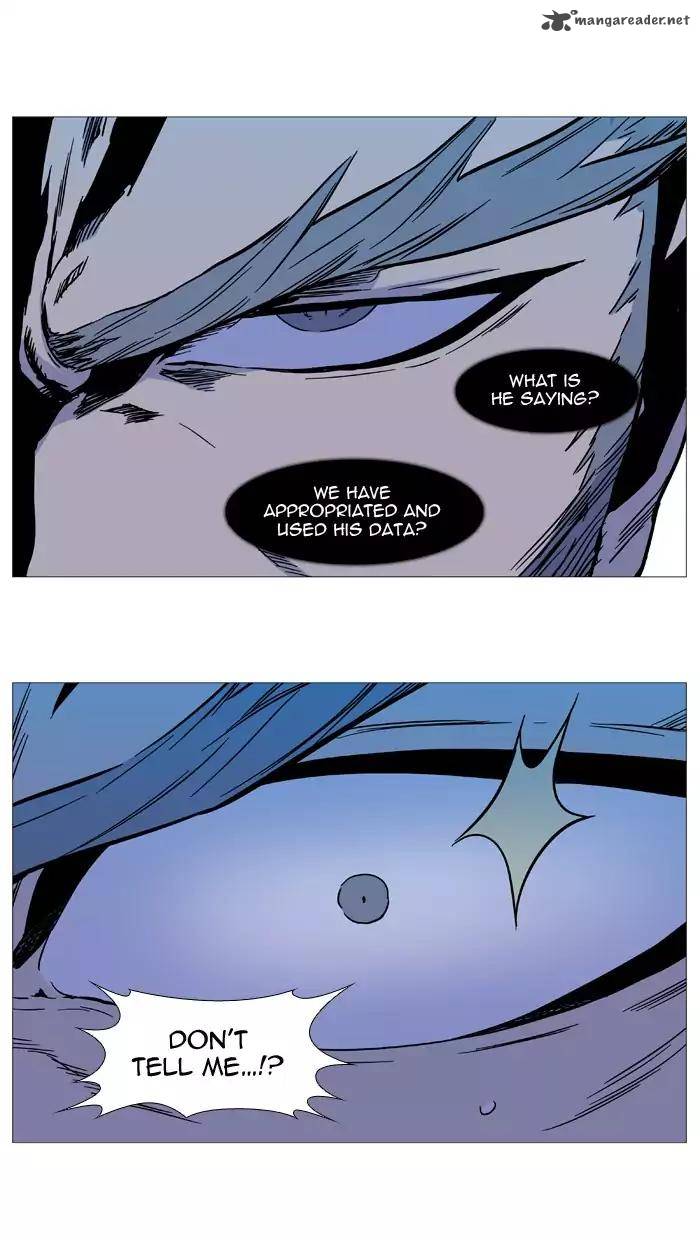 mangareader.net
WHAT IS
HE SAYING?
WE HAVE
APPROPRIATED AND
USED HIS DATA?
DON'T
TELL ME...!?